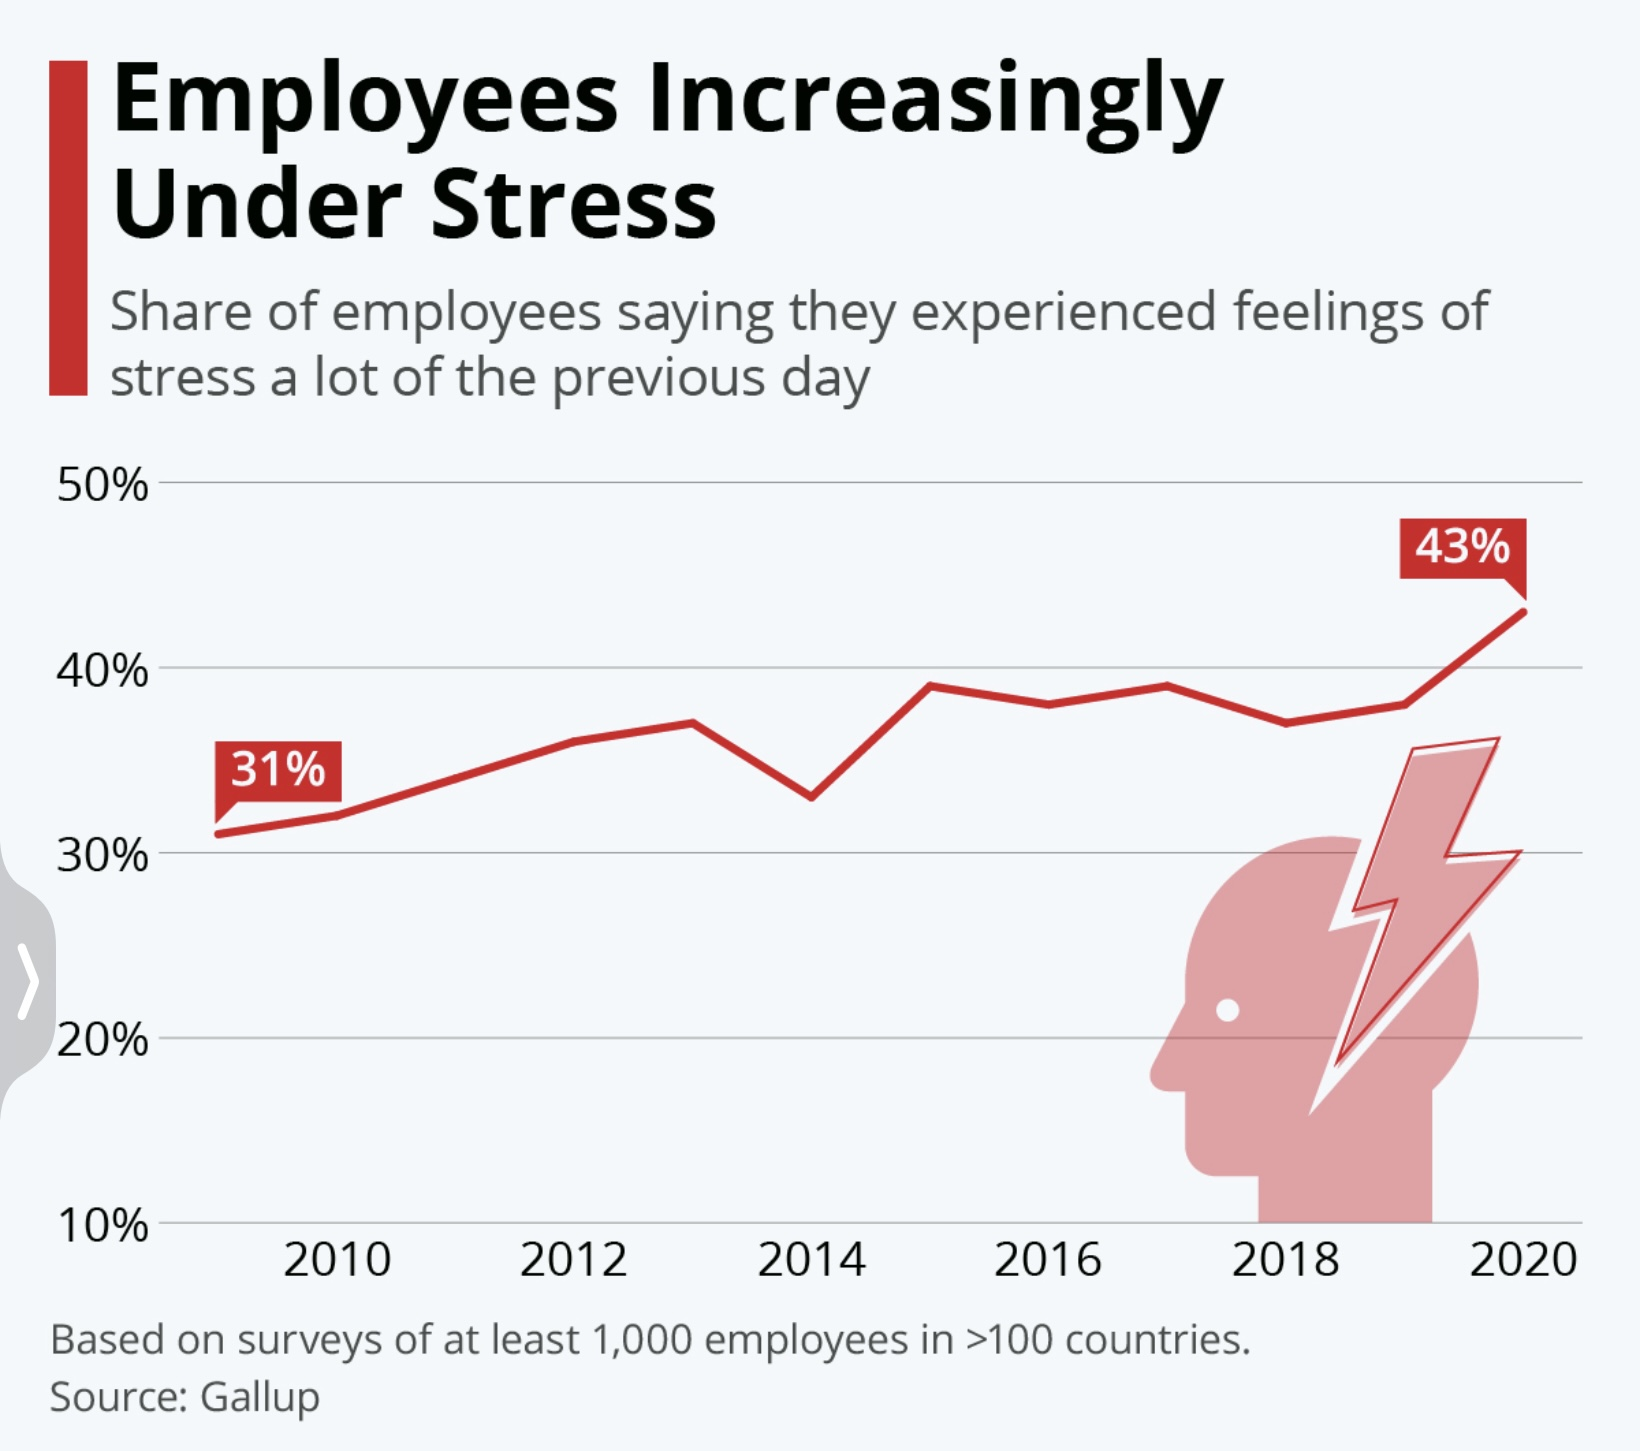 Employees Increasingly
Under Stress
Share of employees saying they experienced feelings of
stress a lot of the previous day
50%
43%
40%
31%
30%
20%
10%
2010 2012 2014 2016 2018 2020
Based on surveys of at least 1,000 employees in >100 countries.
Source: Gallup